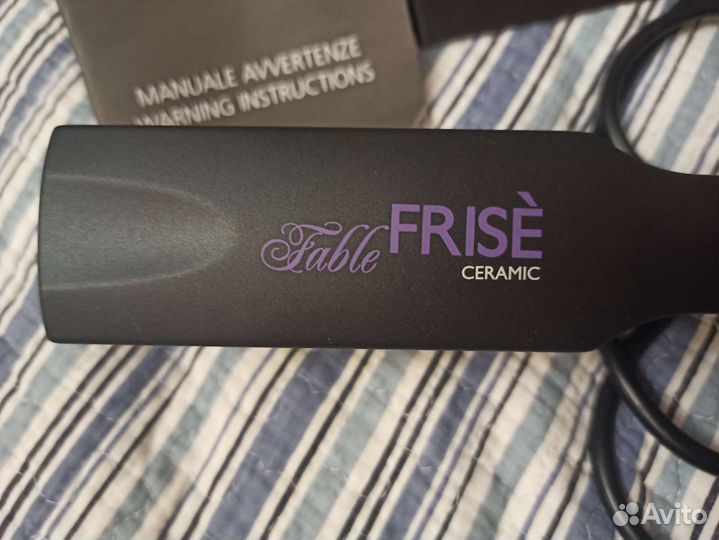 MANUALE AVVERTENZE
WARNING INSTRUCTIONS
Fable FRISÈ
CERAMIC
Avito